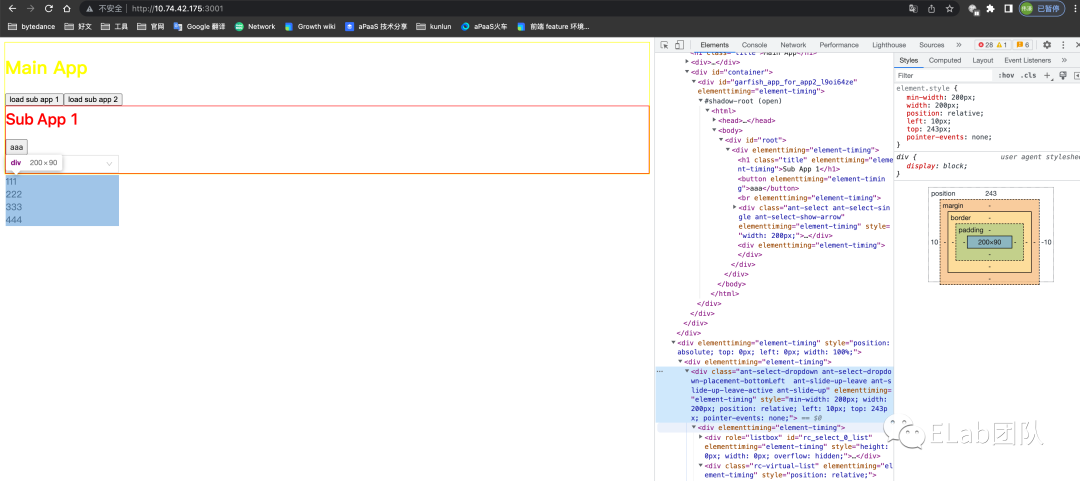 不安全 http://10.74.42.175:3001 已暂停
bytedance 好文 工具 官网 Google 翻译 Network Growth wiki aPaaS 技术分享 kunlun aPaaS火车 前端 feature 环境...
Main App
load sub app 1 load sub app 2
Sub App 1
aaa
div 200 × 90
111
222
333
444
Elements Console Network Performance Lighthouse Sources » 28 1 6
<div>…</div>
<div id="container">
<div id="garfish_app_for_app2_l9oi64ze"
elementtiming="element-timing">
#shadow-root (open)
<html>
<head>…</head>
<body>
<div id="root">
<div elementtiming="element-timing">
<h1 class="title" elementtiming="eleme
nt-timing">Sub App 1</h1>
<button elementtiming="element-timin
g">aaa</button>
<br elementtiming="element-timing">
<div class="ant-select ant-select-sin
gle ant-select-show-arrow"
elementtiming="element-timing" style=
"width: 200px;">…</div>
<div elementtiming="element-timing">
</div>
</div>
</div>
</body>
</html>
</div>
</div>
</div>
</div>
<div elementtiming="element-timing" style="position:
absolute; top: 0px; left: 0px; width: 100%;">
<div elementtiming="element-timing">
<div class="ant-select-dropdown ant-select-dropdo
wn-placement-bottomLeft ant-slide-up-leave ant-s
lide-up-leave-active ant-slide-up" elementtiming=
"element-timing" style="min-width: 200px; width:
200px; position: relative; left: 10px; top: 243p
x; pointer-events: none;"> == $0
<div elementtiming="element-timing">
<div role="listbox" id="rc_select_0_list"
elementtiming="element-timing" style="height:
0px; width: 0px; overflow: hidden;">…</div>
<div class="rc-virtual-list" elementtiming="el
ement-timing" style="position: relative;">
Styles Computed Layout Event Listeners »
Filter :hov .cls +
element.style {
min-width: 200px;
width: 200px;
position: relative;
left: 10px;
top: 243px;
pointer-events: none;
}
div { user agent styleshe
display: block;
}
position 243
margin -
border -
padding -
10 - - - 200×90 - - - -10
-
-
-
-
ELab团队